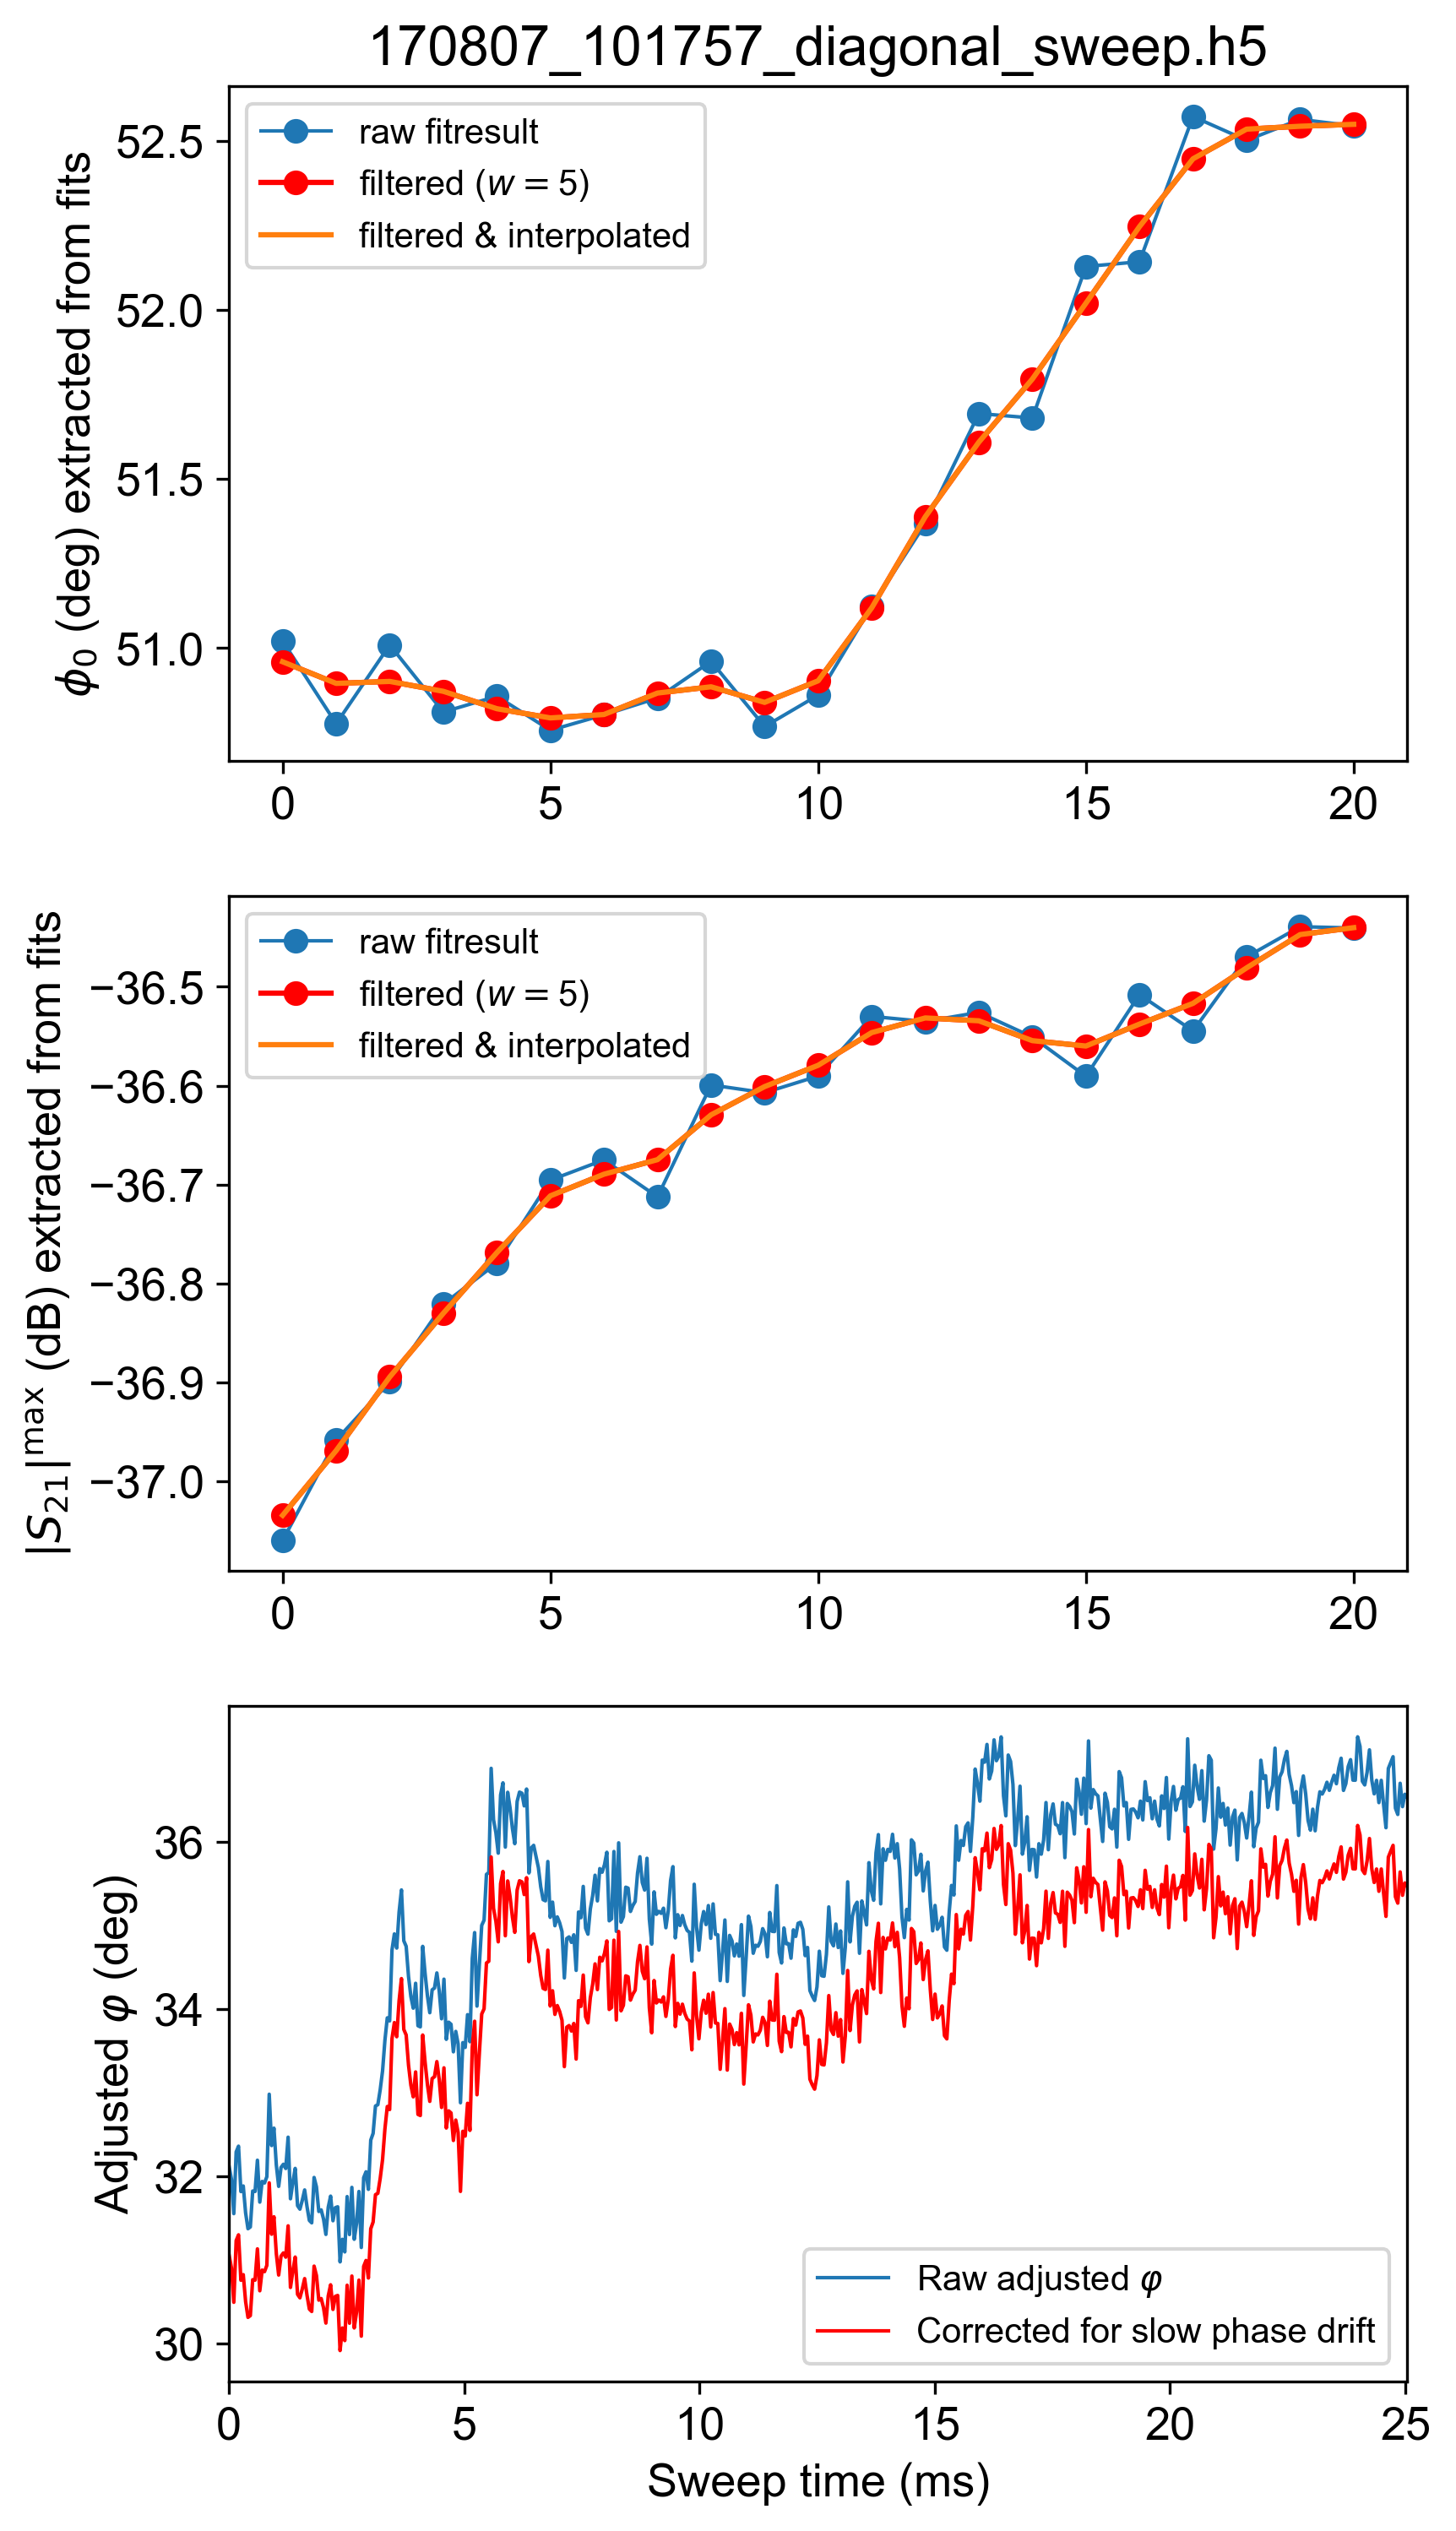 170807_101757_diagonal_sweep.h5
ϕ0 (deg) extracted from fits
52.5
52.0
51.5
51.0
raw fitresult
filtered (w = 5)
filtered & interpolated
0 5 10 15 20
|S21|max (dB) extracted from fits
−36.5
−36.6
−36.7
−36.8
−36.9
−37.0
raw fitresult
filtered (w = 5)
filtered & interpolated
0 5 10 15 20
Adjusted φ (deg)
36
34
32
30
Raw adjusted φ
Corrected for slow phase drift
0 5 10 15 20 25
Sweep time (ms)